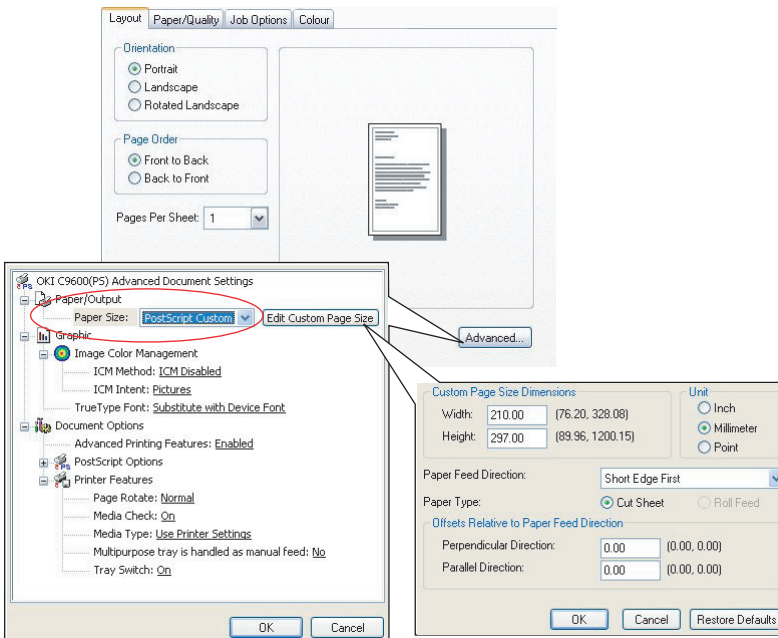 Layout Paper/Quality Job Options Colour
Orientation
Portrait
Landscape
Rotated Landscape
Page Order
Front to Back
Back to Front
Pages Per Sheet: 1
Advanced...
OKI C9600(PS) Advanced Document Settings
Paper/Output
Paper Size: PostScript Custom Edit Custom Page Size
Graphic
Image Color Management
ICM Method: ICM Disabled
ICM Intent: Pictures
TrueType Font: Substitute with Device Font
Document Options
Advanced Printing Features: Enabled
PostScript Options
Printer Features
Page Rotate: Normal
Media Check: On
Media Type: Use Printer Settings
Multipurpose tray is handled as manual feed: No
Tray Switch: On
OK Cancel
Custom Page Size Dimensions
Width: 210.00 (76.20, 328.08)
Height: 297.00 (89.96, 1200.15)
Unit
Inch
Millimeter
Point
Paper Feed Direction: Short Edge First
Paper Type: Cut Sheet Roll Feed
Offsets Relative to Paper Feed Direction
Perpendicular Direction: 0.00 (0.00, 0.00)
Parallel Direction: 0.00 (0.00, 0.00)
OK Cancel Restore Defaults